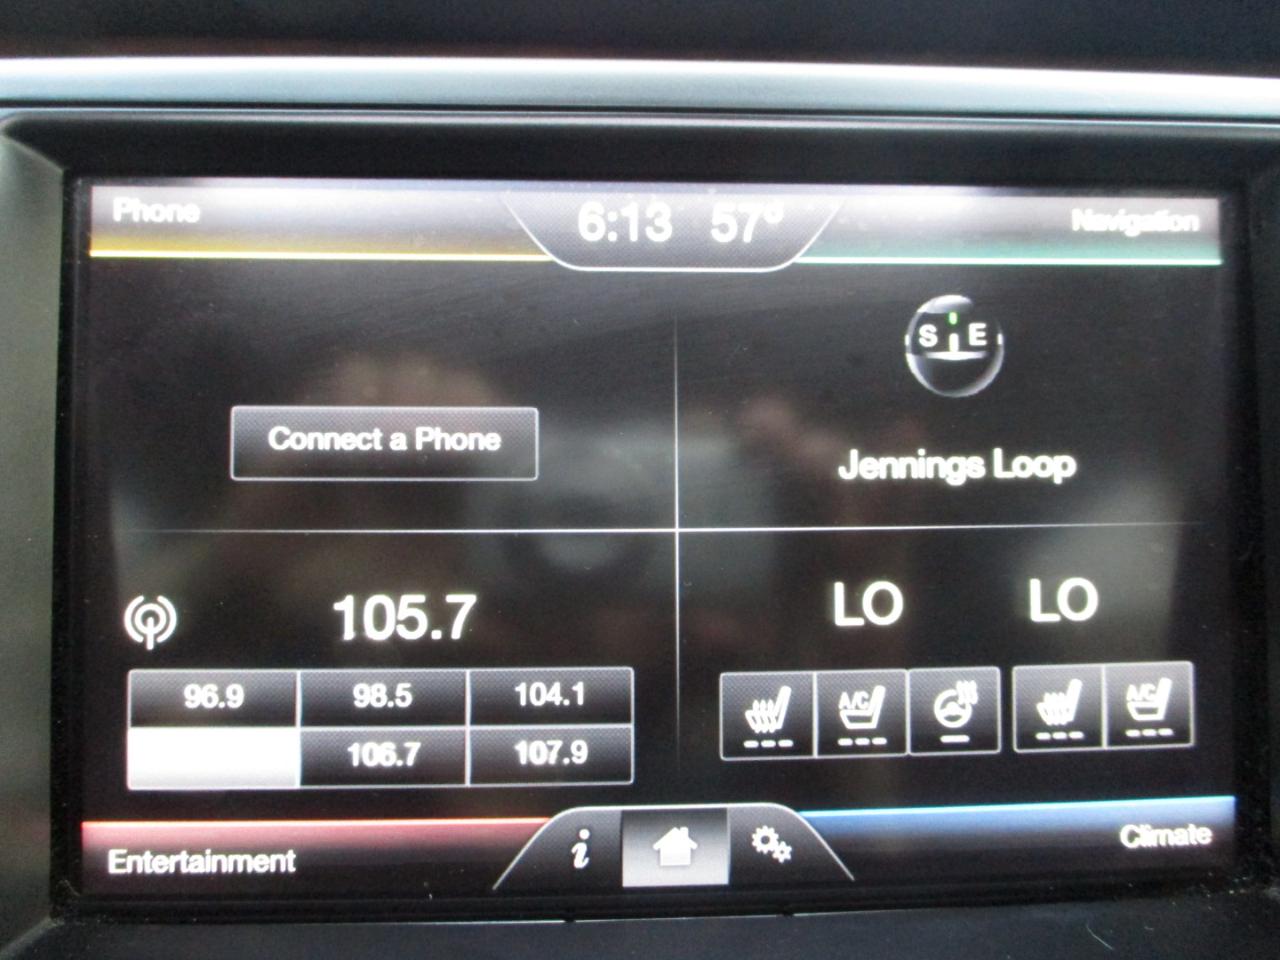 Phone
6:13 57°
Navigation
S E
Connect a Phone
Jennings Loop
105.7
LO LO
96.9 98.5 104.1
106.7 107.9
A/C A/C
i
Entertainment
Climate